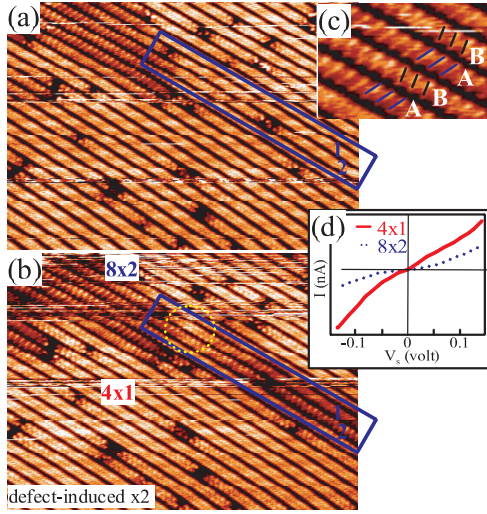 (a)
2
(c)
B
A
B
A
(d)
4x1
8x2
I (nA)
-0.1
0
0.1
Vs (volt)
(b)
8x2
4x1
2
defect-induced x2